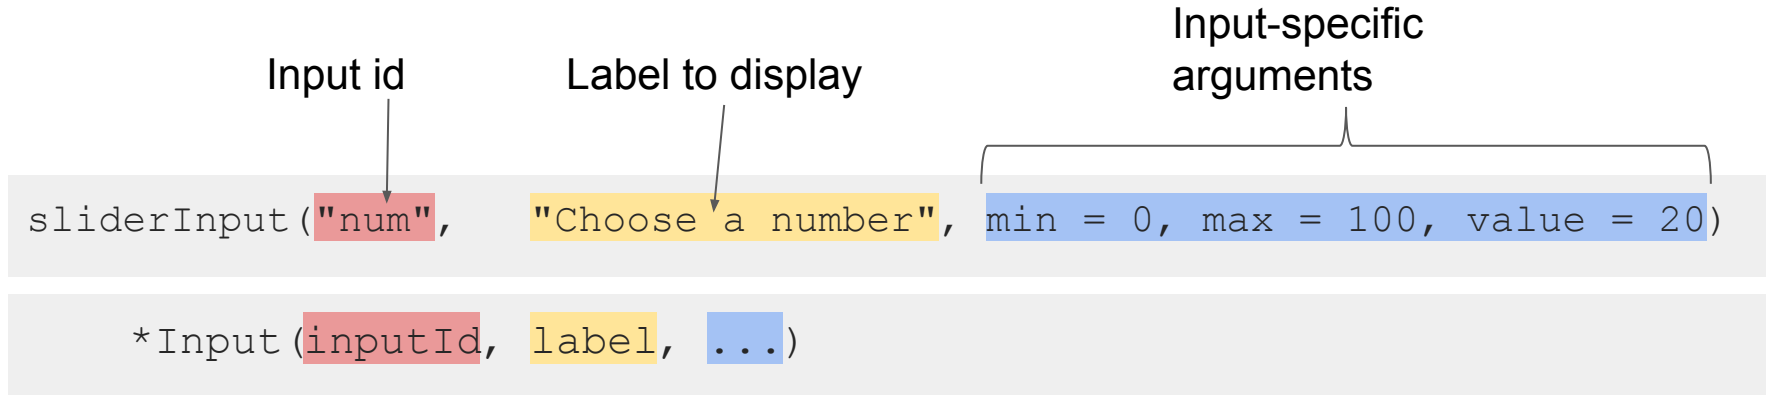 Input-specific
arguments
Input id
Label to display
sliderInput("num", "Choose a number", min = 0, max = 100, value = 20)
*Input(inputId, label, ...)